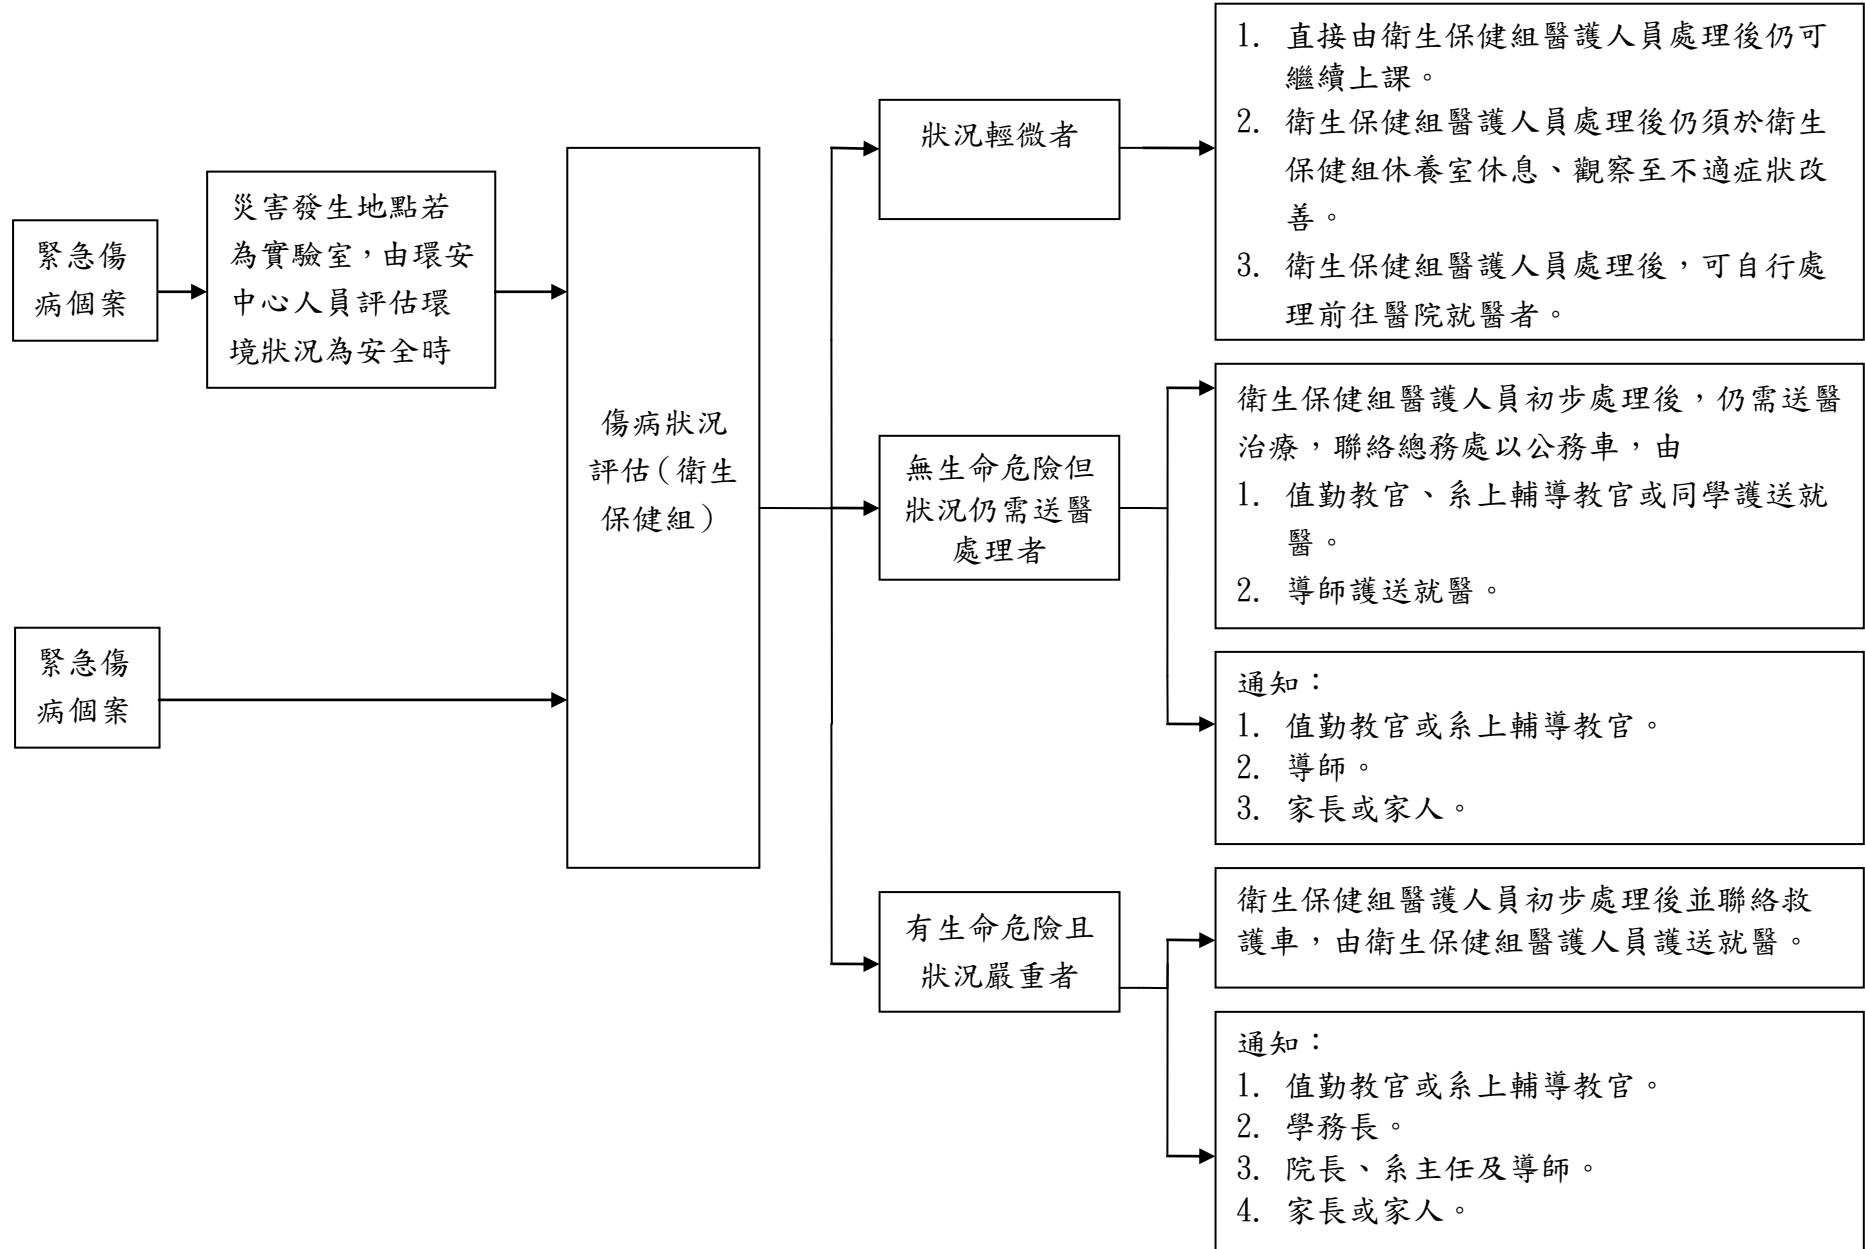 緊急傷
病個案
災害發生地點若
為實驗室，由環安
中心人員評估環
境狀況為安全時
緊急傷
病個案
傷病狀況
評估（衛生
保健組）
狀況輕微者
1. 直接由衛生保健組醫護人員處理後仍可
繼續上課。
2. 衛生保健組醫護人員處理後仍須於衛生
保健組休養室休息、觀察至不適症狀改
善。
3. 衛生保健組醫護人員處理後，可自行處
理前往醫院就醫者。
無生命危險但
狀況仍需送醫
處理者
衛生保健組醫護人員初步處理後，仍需送醫
治療，聯絡總務處以公務車，由
1. 值勤教官、系上輔導教官或同學護送就
醫。
2. 導師護送就醫。
通知：
1. 值勤教官或系上輔導教官。
2. 導師。
3. 家長或家人。
有生命危險且
狀況嚴重者
衛生保健組醫護人員初步處理後並聯絡救
護車，由衛生保健組醫護人員護送就醫。
通知：
1. 值勤教官或系上輔導教官。
2. 學務長。
3. 院長、系主任及導師。
4. 家長或家人。